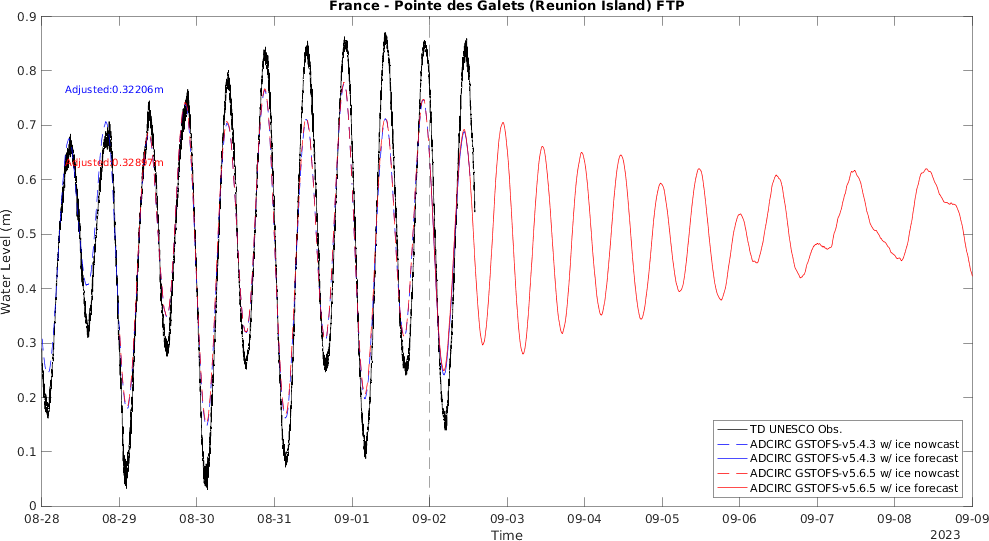 France - Pointe des Galets (Reunion Island) FTP
0.9
0.8
0.7
0.6
0.5
0.4
0.3
0.2
0.1
0
Water Level (m)
Adjusted:0.32206m
Adjusted:0.32897m
TD UNESCO Obs.
ADCIRC GSTOFS-v5.4.3 w/ ice nowcast
ADCIRC GSTOFS-v5.4.3 w/ ice forecast
ADCIRC GSTOFS-v5.6.5 w/ ice nowcast
ADCIRC GSTOFS-v5.6.5 w/ ice forecast
08-28 08-29 08-30 08-31 09-01 09-02 09-03 09-04 09-05 09-06 09-07 09-08 09-09
Time
2023